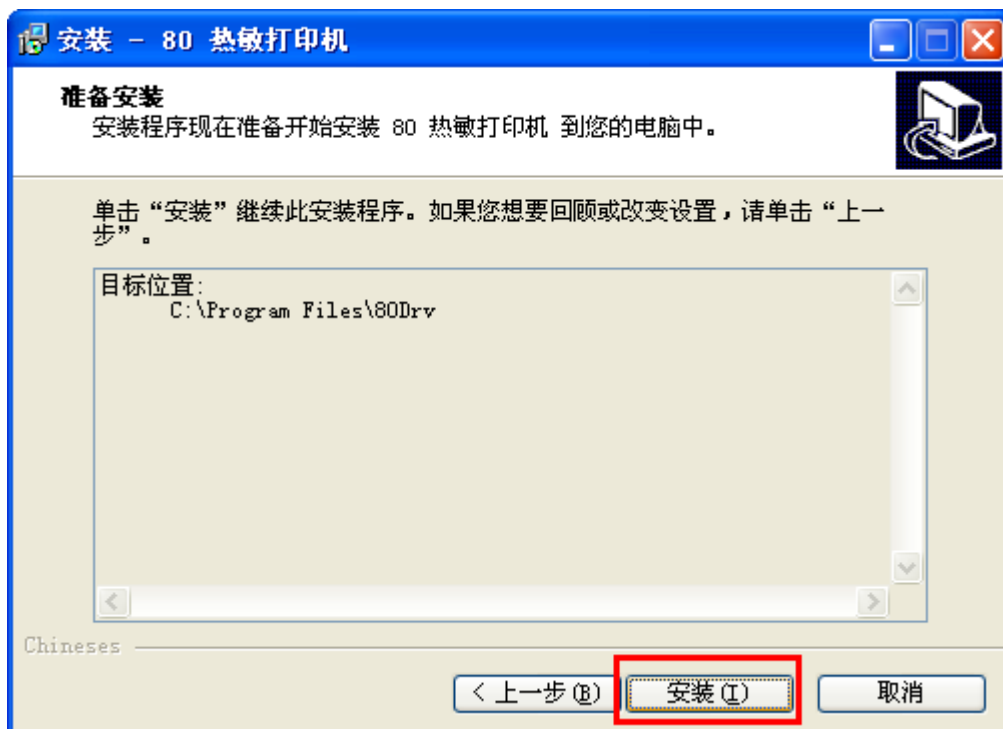 安装 - 80 热敏打印机
准备安装
安装程序现在准备开始安装 80 热敏打印机 到您的电脑中。
单击“安装”继续此安装程序。如果您想要回顾或改变设置，请单击“上一
步”。
目标位置:
C:\Program Files\80Drv
Chineses
< 上一步(B)
安装(I)
取消